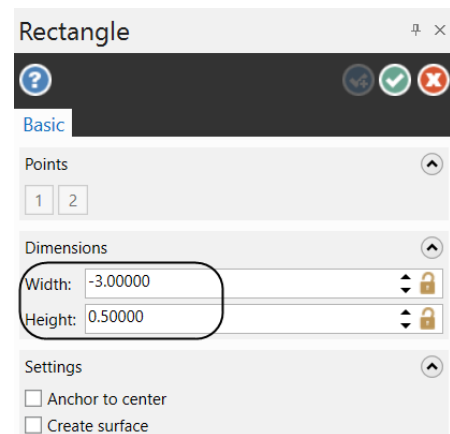 Rectangle
?
Basic
Points
1 2
Dimensions
Width: -3.00000
Height: 0.50000
Settings
Anchor to center
Create surface